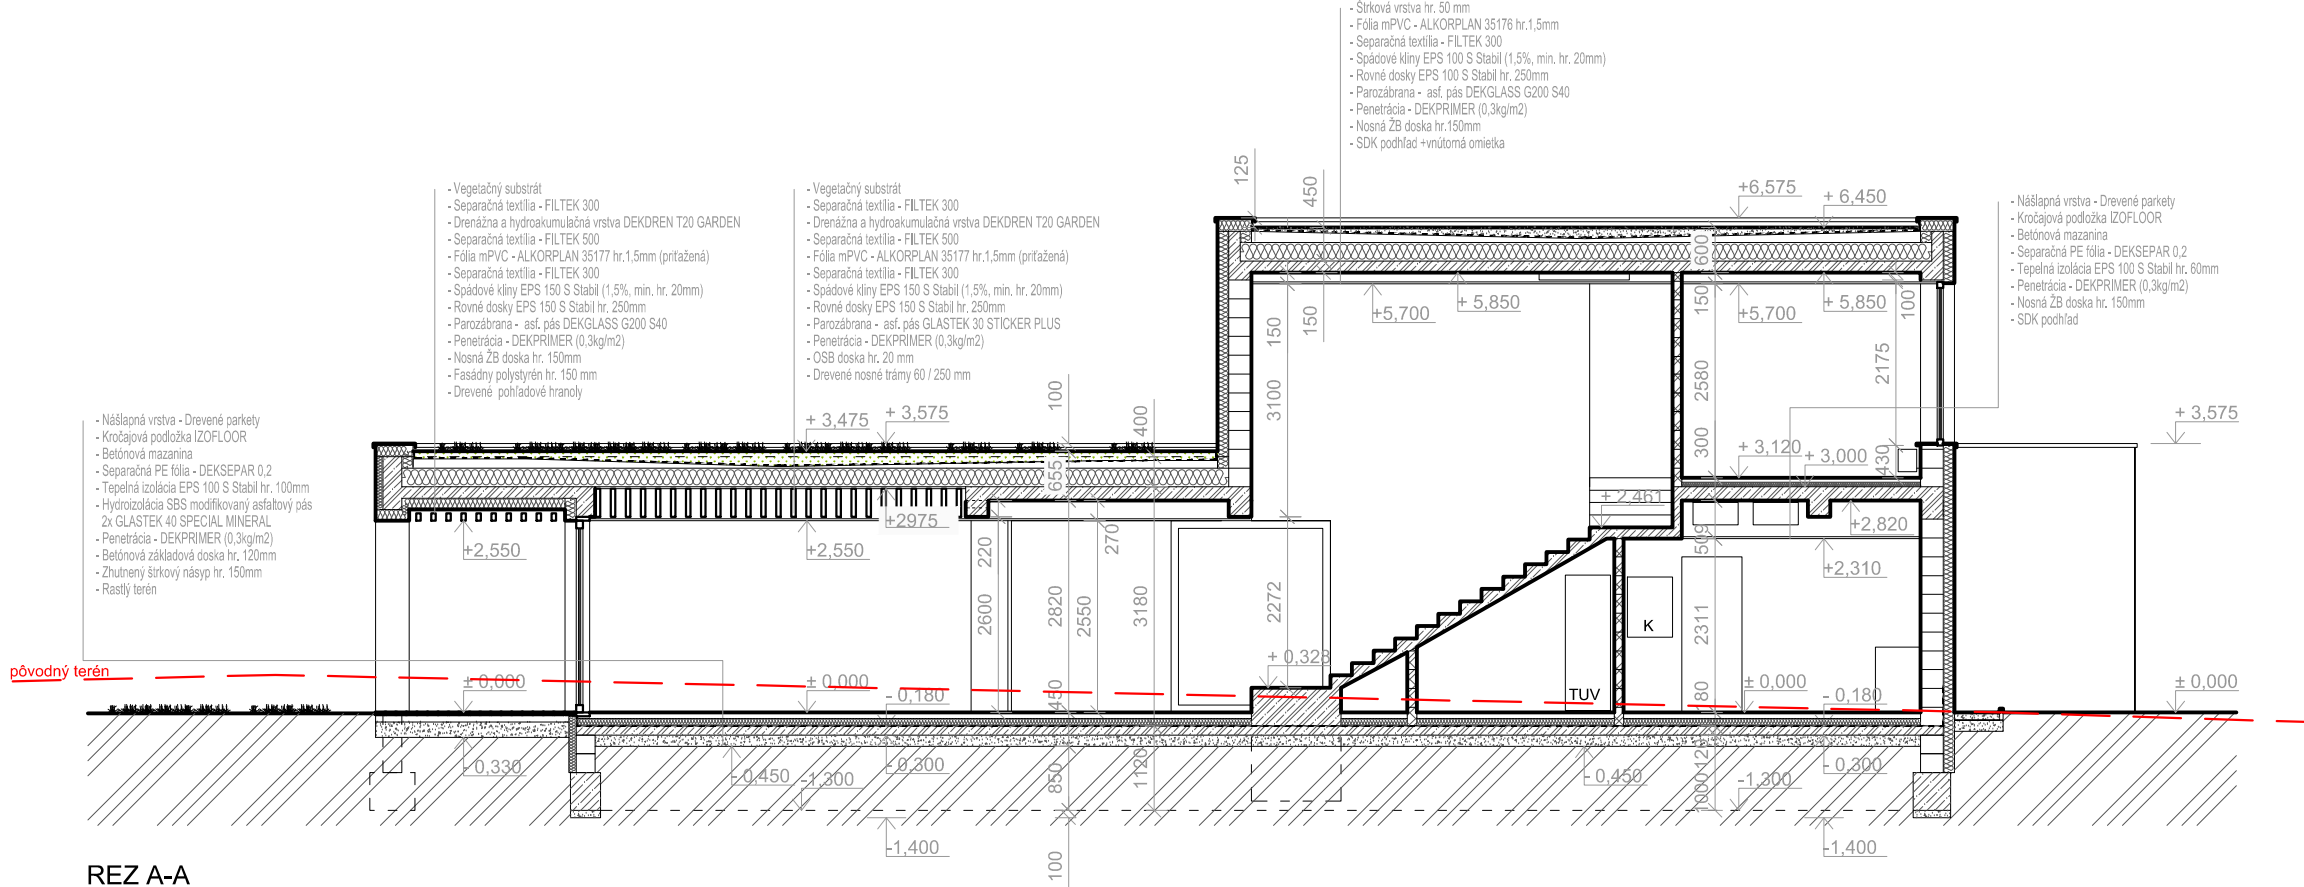 - Štrková vrstva hr. 50 mm
- Fólia mPVC - ALKORPLAN 35176 hr.1,5mm
- Separačná textília - FILTEK 300
- Spádové kliny EPS 100 S Stabil (1,5%, min. hr. 20mm)
- Rovné dosky EPS 100 S Stabil hr. 250mm
- Parozábrana - asf. pás DEKGLASS G200 S40
- Penetrácia - DEKPRIMER (0,3kg/m2)
- Nosná ŽB doska hr.150mm
- SDK podhľad +vnútorná omietka
- Vegetačný substrát
- Separačná textília - FILTEK 300
- Drenážna a hydroakumulačná vrstva DEKDREN T20 GARDEN
- Separačná textília - FILTEK 500
- Fólia mPVC - ALKORPLAN 35177 hr.1,5mm (priťažená)
- Separačná textília - FILTEK 300
- Spádové kliny EPS 150 S Stabil (1,5%, min. hr. 20mm)
- Rovné dosky EPS 150 S Stabil hr. 250mm
- Parozábrana - asf. pás DEKGLASS G200 S40
- Penetrácia - DEKPRIMER (0,3kg/m2)
- Nosná ŽB doska hr. 150mm
- Fasádny polystyrén hr. 150 mm
- Drevené pohľadové hranoly
- Vegetačný substrát
- Separačná textília - FILTEK 300
- Drenážna a hydroakumulačná vrstva DEKDREN T20 GARDEN
- Separačná textília - FILTEK 500
- Fólia mPVC - ALKORPLAN 35177 hr.1,5mm (priťažená)
- Separačná textília - FILTEK 300
- Spádové kliny EPS 150 S Stabil (1,5%, min. hr. 20mm)
- Rovné dosky EPS 150 S Stabil hr. 250mm
- Parozábrana - asf. pás GLASTEK 30 STICKER PLUS
- Penetrácia - DEKPRIMER (0,3kg/m2)
- OSB doska hr. 20 mm
- Drevené nosné trámy 60 / 250 mm
- Nášlapná vrstva - Drevené parkety
- Kročajová podložka IZOFLOOR
- Betónová mazanina
- Separačná PE fólia - DEKSEPAR 0,2
- Tepelná izolácia EPS 100 S Stabil hr. 60mm
- Penetrácia - DEKPRIMER (0,3kg/m2)
- Nosná ŽB doska hr. 150mm
- SDK podhľad
- Nášlapná vrstva - Drevené parkety
- Kročajová podložka IZOFLOOR
- Betónová mazanina
- Separačná PE fólia - DEKSEPAR 0,2
- Tepelná izolácia EPS 100 S Stabil hr. 100mm
- Hydroizolácia SBS modifikovaný asfaltový pás
2x GLASTEK 40 SPECIAL MINERAL
- Penetrácia - DEKPRIMER (0,3kg/m2)
- Betónová základová doska hr. 120mm
- Zhutnený štrkový násyp hr. 150mm
- Rastlý terén
125
450
+6,575
+ 6,450
600
+5,700
+ 5,850
150
+5,700
+ 5,850
100
150
150
3100
2580
2175
100
400
+ 3,475
+ 3,575
+ 3,575
655
300
+ 3,120
+ 3,000
430
+ 2,461
+2975
+2,820
+2,550
+2,550
220
270
509
+2,310
2600
2820
2550
3180
2272
2311
K
TUV
pôvodný terén
+ 0,328
± 0,000
± 0,000
- 0,180
450
180
± 0,000
- 0,180
± 0,000
- 0,330
- 0,450
-1,300
- 0,300
850
1120
- 0,450
120
1000
-1,300
- 0,300
-1,400
100
-1,400
REZ A-A